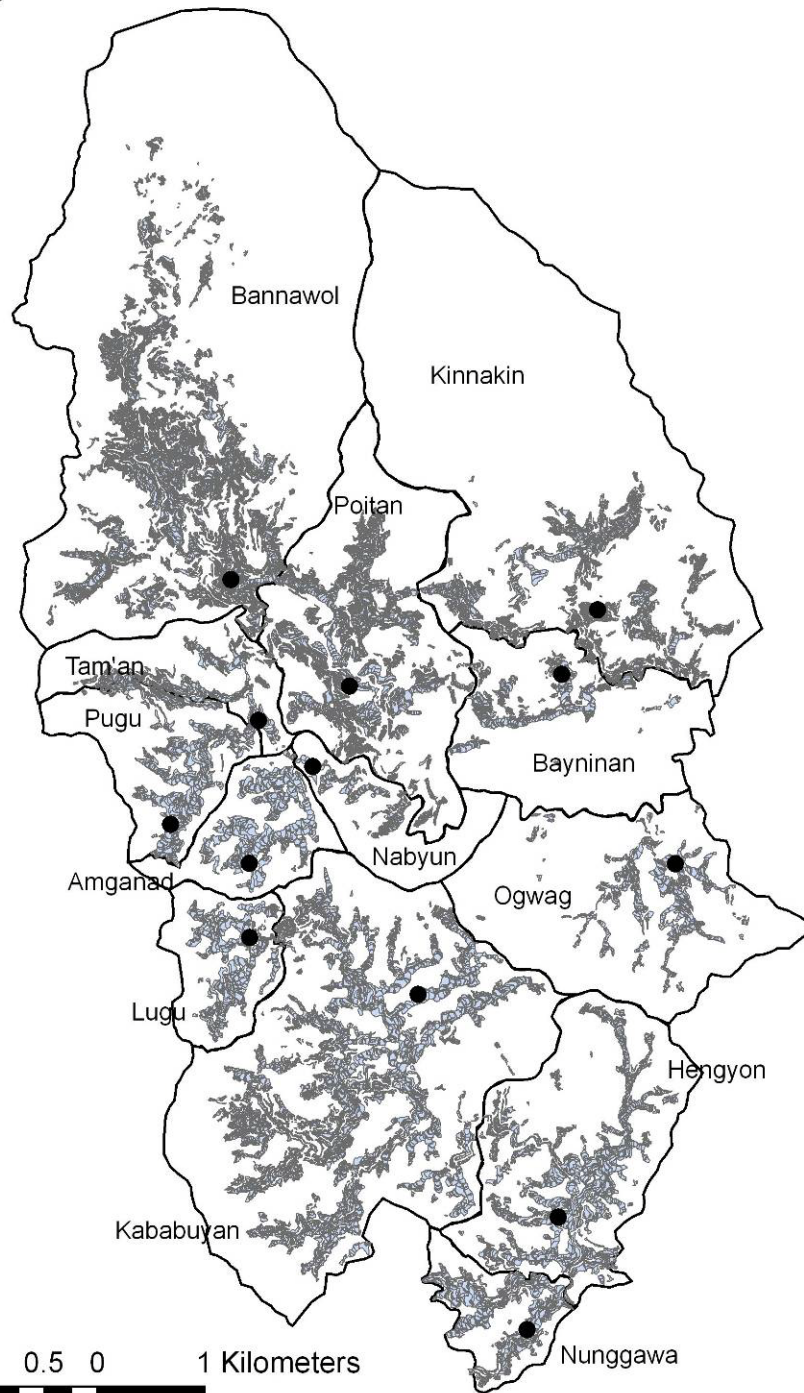 Bannawol
Kinnakin
Poitan
Tam'an
Pugu
Bayninan
Nabyun
Amganad
Ogwag
Lugu
Hengyon
Kababuyan
Nunggawa
0.5 0 1 Kilometers